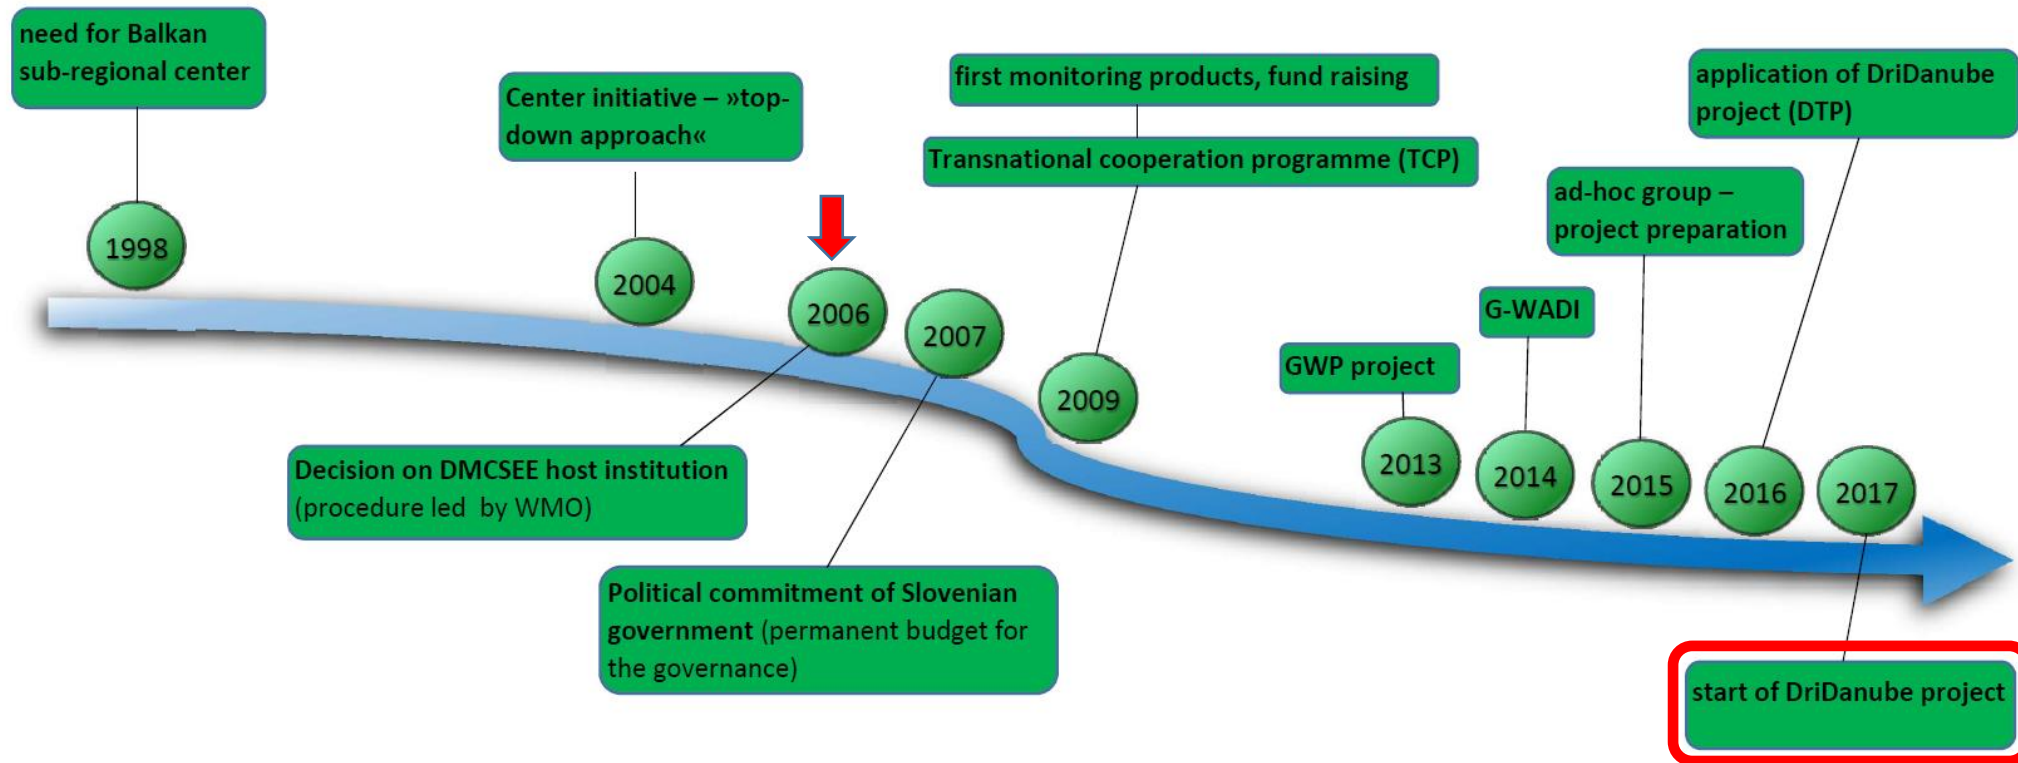 need for Balkan
sub-regional center
Center initiative – »top-
down approach«
first monitoring products, fund raising
Transnational cooperation programme (TCP)
application of DriDanube
project (DTP)
ad-hoc group –
project preparation
G-WADI
GWP project
1998
2004
2006
2007
2009
2013
2014
2015
2016
2017
Decision on DMCSEE host institution
(procedure led by WMO)
Political commitment of Slovenian
government (permanent budget for
the governance)
start of DriDanube project